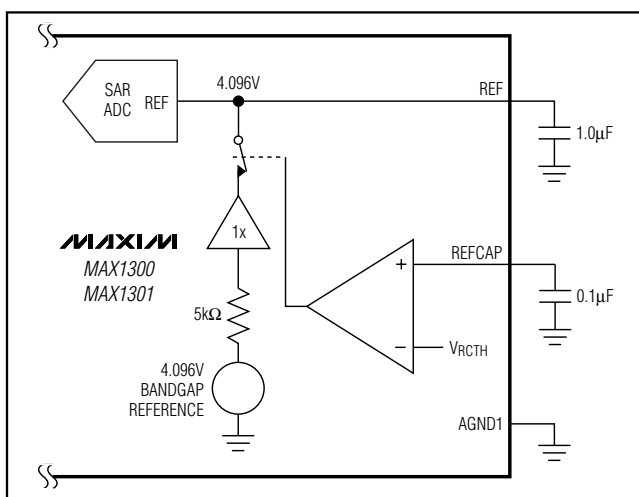 SAR
ADC
REF
4.096V
REF
1.0µF
1x
MAXIM
MAX1300
MAX1301
+
REFCAP
0.1µF
5kΩ
−
VRCTH
4.096V
BANDGAP
REFERENCE
AGND1